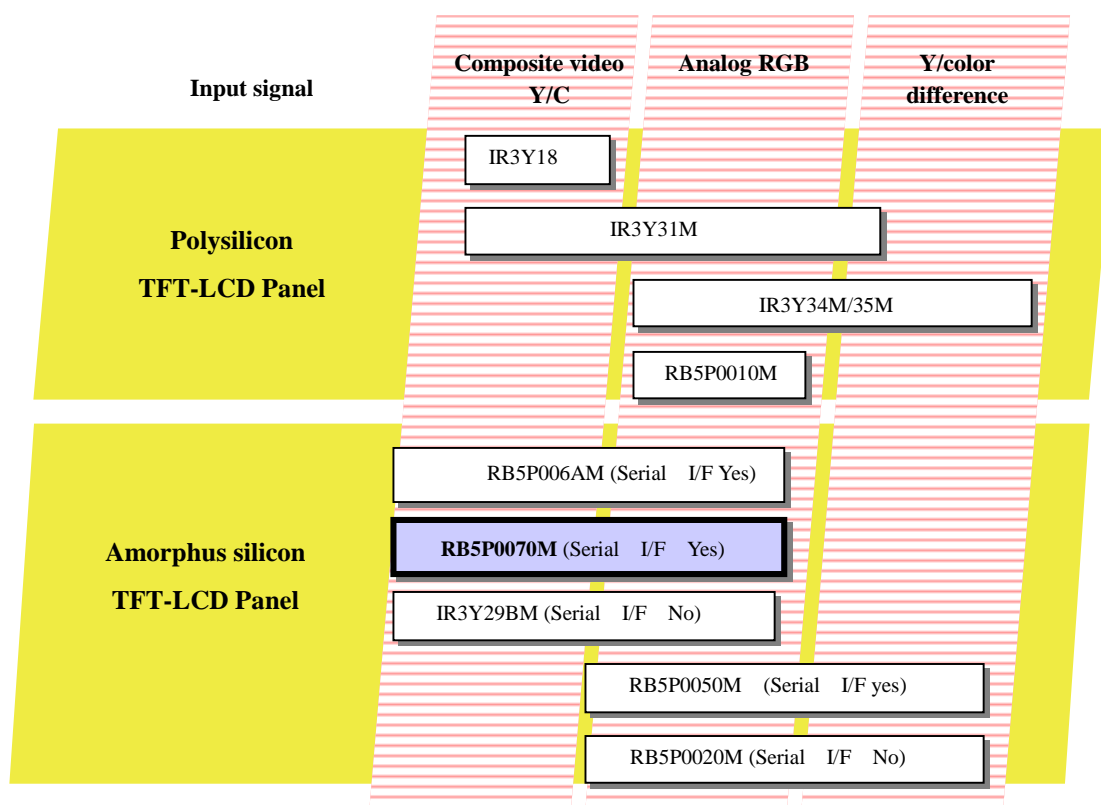 Input signal
Composite video
Y/C
Analog RGB
Y/color
difference
Polysilicon
TFT-LCD Panel
IR3Y18
IR3Y31M
IR3Y34M/35M
RB5P0010M
Amorphus silicon
TFT-LCD Panel
RB5P006AM (Serial I/F Yes)
RB5P0070M (Serial I/F Yes)
IR3Y29BM (Serial I/F No)
RB5P0050M (Serial I/F yes)
RB5P0020M (Serial I/F No)